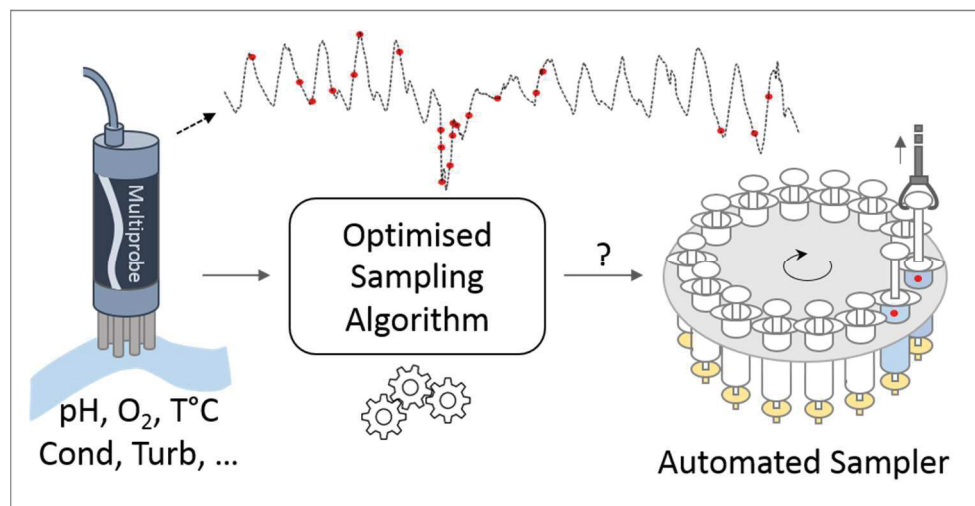 Multiprobe
Optimised
Sampling
Algorithm
?
pH, O₂, T°C
Cond, Turb, ...
Automated Sampler